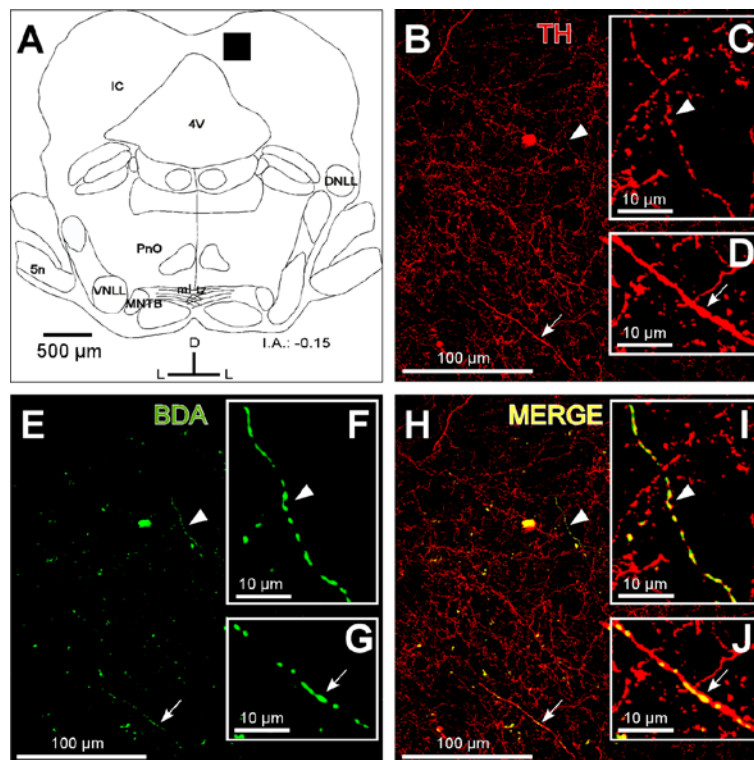 A
IC
4V
DNLL
PnO
5n
VNLL
MNTB
ml-tz
500 µm
D
I.A.: -0.15
L L
B
TH
100 µm
C
10 µm
D
10 µm
E
BDA
100 µm
F
10 µm
G
10 µm
H
MERGE
100 µm
I
10 µm
J
10 µm